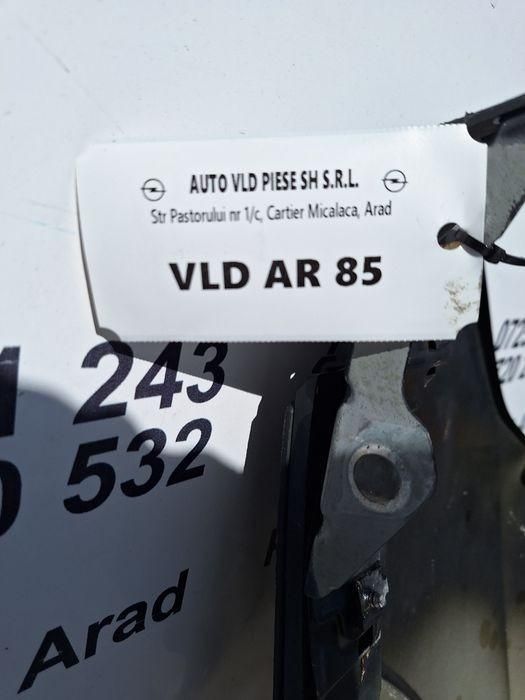 AUTO VLD PIESE SH S.R.L.
Str Pastorului nr 1/c, Cartier Micalaca, Arad
VLD AR 85
243
532
Arad